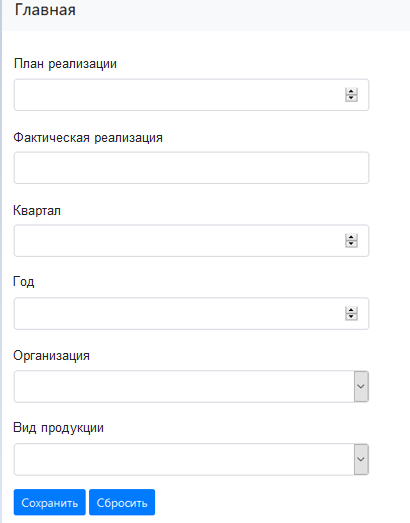 Главная
План реализации
Фактическая реализация
Квартал
Год
Организация
Вид продукции
Сохранить Сбросить